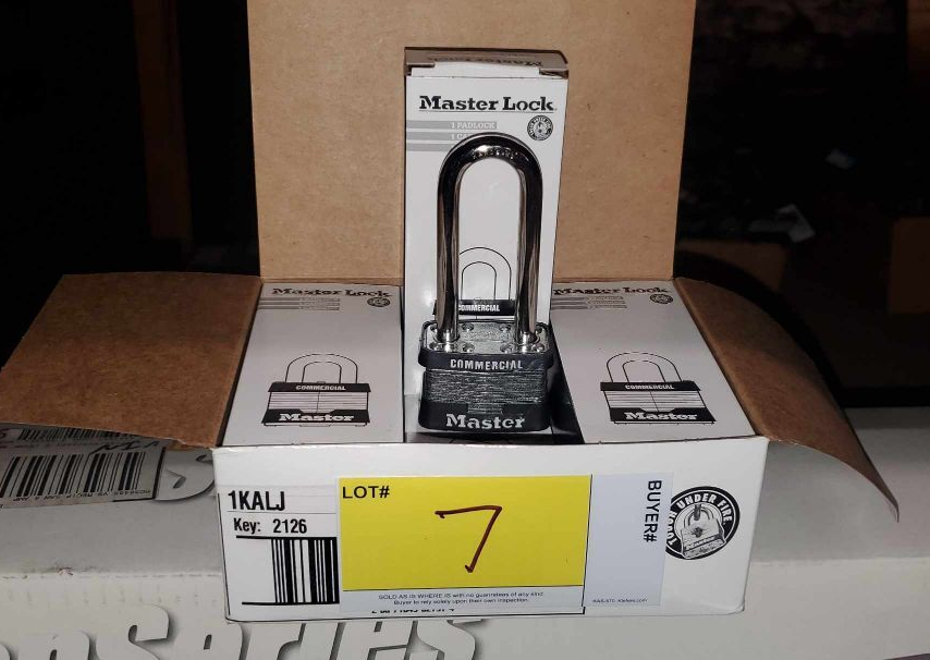 Master Lock
1 PADLOCK
COMMERCIAL
Master Lock
Master Lock
COMMERCIAL
Master
COMMERCIAL
Master
COMMERCIAL
Master
1KALJ
Key: 2126
LOT#
7
BUYER#
TOUGH UNDER FIRE
SOLD AS IS WHERE IS with no guarantees of any kind.
Buyer to rely solely upon their own inspection.
Series